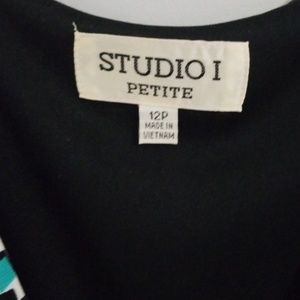 STUDIO I
PETITE
12P
MADE IN
VIETNAM